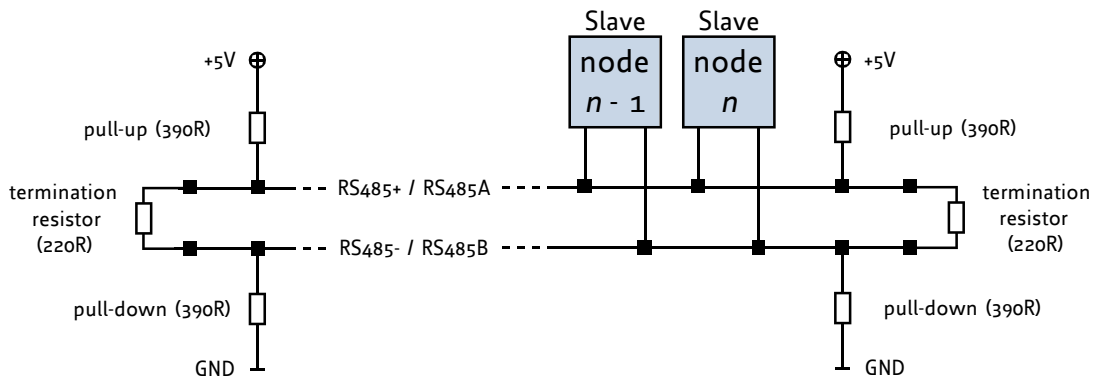 Slave
Slave
node
n - 1
node
n
+5V
+5V
pull-up (390R)
pull-up (390R)
RS485+ / RS485A
termination
resistor
(220R)
termination
resistor
(220R)
RS485- / RS485B
pull-down (390R)
pull-down (390R)
GND
GND